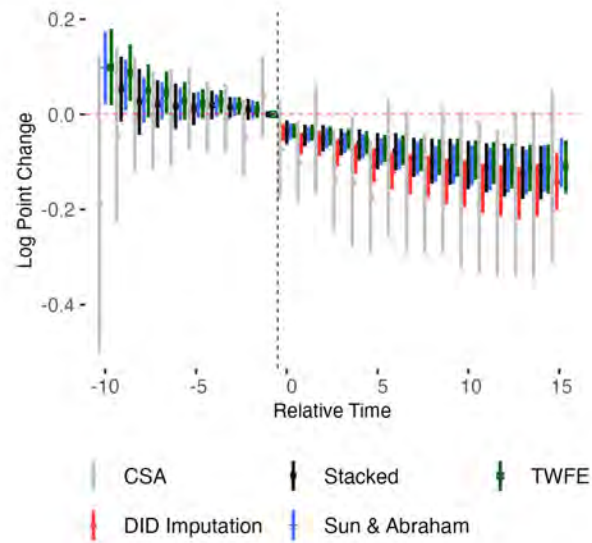 0.2
0.0
-0.2
-0.4
Log Point Change
-10 -5 0 5 10 15
Relative Time
CSA Stacked TWFE
DID Imputation Sun & Abraham